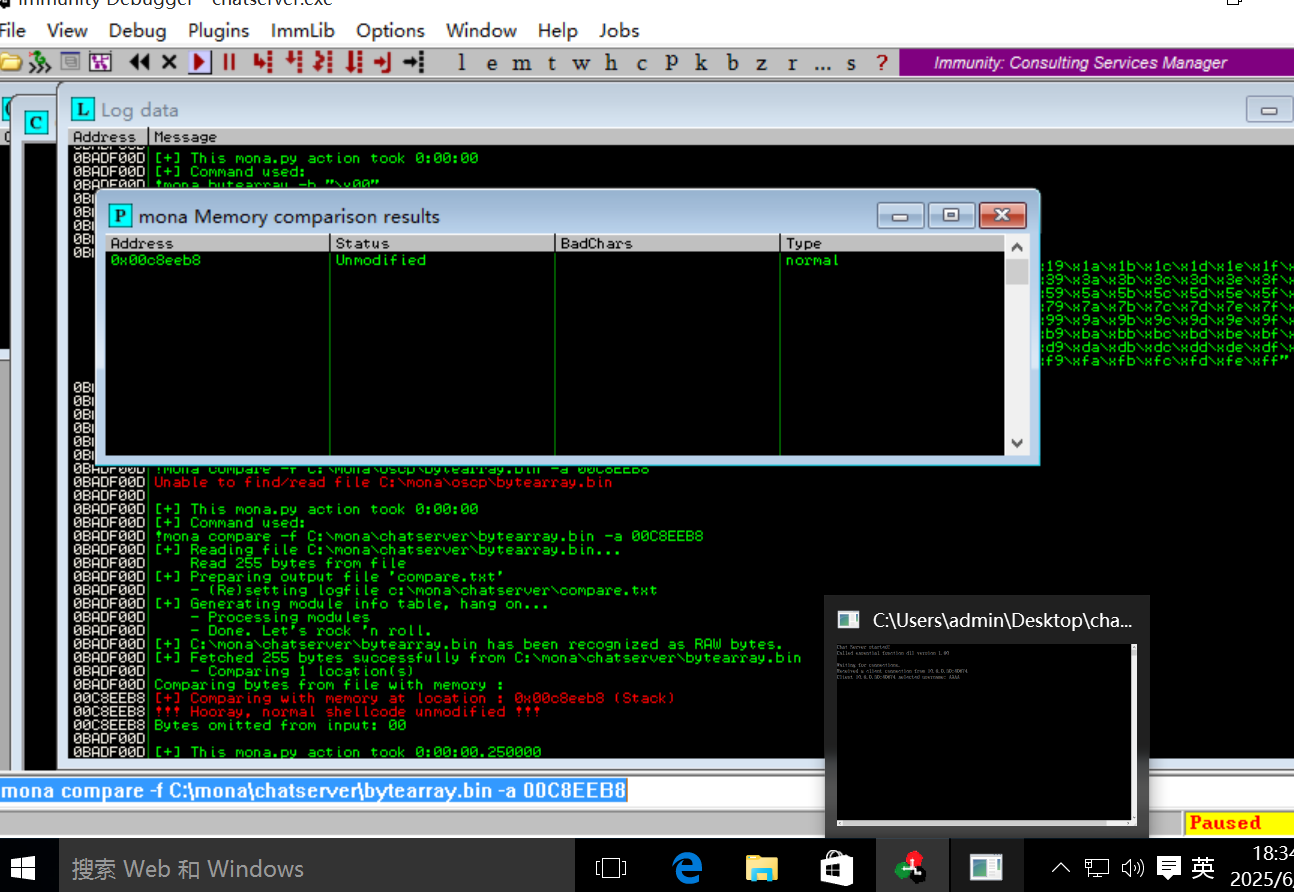 Immunity Debugger - chatserver.exe
File View Debug Plugins ImmLib Options Window Help Jobs
l e m t w h c P k b z r ... s ? Immunity: Consulting Services Manager
L Log data
C
Address Message
0BADF00D [+] This mona.py action took 0:00:00
0BADF00D [+] Command used:
0BADF00D !mona bytearray -b "\x00"
P mona Memory comparison results
Address Status BadChars Type
0x00c8eeb8 Unmodified normal
19\x1a\x1b\x1c\x1d\x1e\x1f\x
39\x3a\x3b\x3c\x3d\x3e\x3f\x
59\x5a\x5b\x5c\x5d\x5e\x5f\x
79\x7a\x7b\x7c\x7d\x7e\x7f\x
99\x9a\x9b\x9c\x9d\x9e\x9f\x
b9\xba\xbb\xbc\xbd\xbe\xbf\x
d9\xda\xdb\xdc\xdd\xde\xdf\x
f9\xfa\xfb\xfc\xfd\xfe\xff"
0BADF00D !mona compare -f C:\mona\oscp\bytearray.bin -a 00C8EEB8
0BADF00D Unable to find/read file C:\mona\oscp\bytearray.bin
0BADF00D
0BADF00D [+] This mona.py action took 0:00:00
0BADF00D [+] Command used:
0BADF00D !mona compare -f C:\mona\chatserver\bytearray.bin -a 00C8EEB8
0BADF00D [+] Reading file C:\mona\chatserver\bytearray.bin...
0BADF00D Read 255 bytes from file
0BADF00D [+] Preparing output file 'compare.txt'
0BADF00D - (Re)setting logfile c:\mona\chatserver\compare.txt
0BADF00D [+] Generating module info table, hang on...
0BADF00D - Processing modules
0BADF00D - Done. Let's rock 'n roll.
0BADF00D [+] C:\mona\chatserver\bytearray.bin has been recognized as RAW bytes.
0BADF00D [+] Fetched 255 bytes successfully from C:\mona\chatserver\bytearray.bin
0BADF00D - Comparing 1 location(s)
0BADF00D Comparing bytes from file with memory :
00C8EEB8 [+] Comparing with memory at location : 0x00c8eeb8 (Stack)
00C8EEB8 !!! Hooray, normal shellcode unmodified !!!
00C8EEB8 Bytes omitted from input: 00
0BADF00D
0BADF00D [+] This mona.py action took 0:00:00.250000
C:\Users\admin\Desktop\cha...
Chat Server started!
Called essential function dll version 1.00
Waiting for connections.
mona compare -f C:\mona\chatserver\bytearray.bin -a 00C8EEB8
Paused
搜索 Web 和 Windows
英
18:34
2025/6